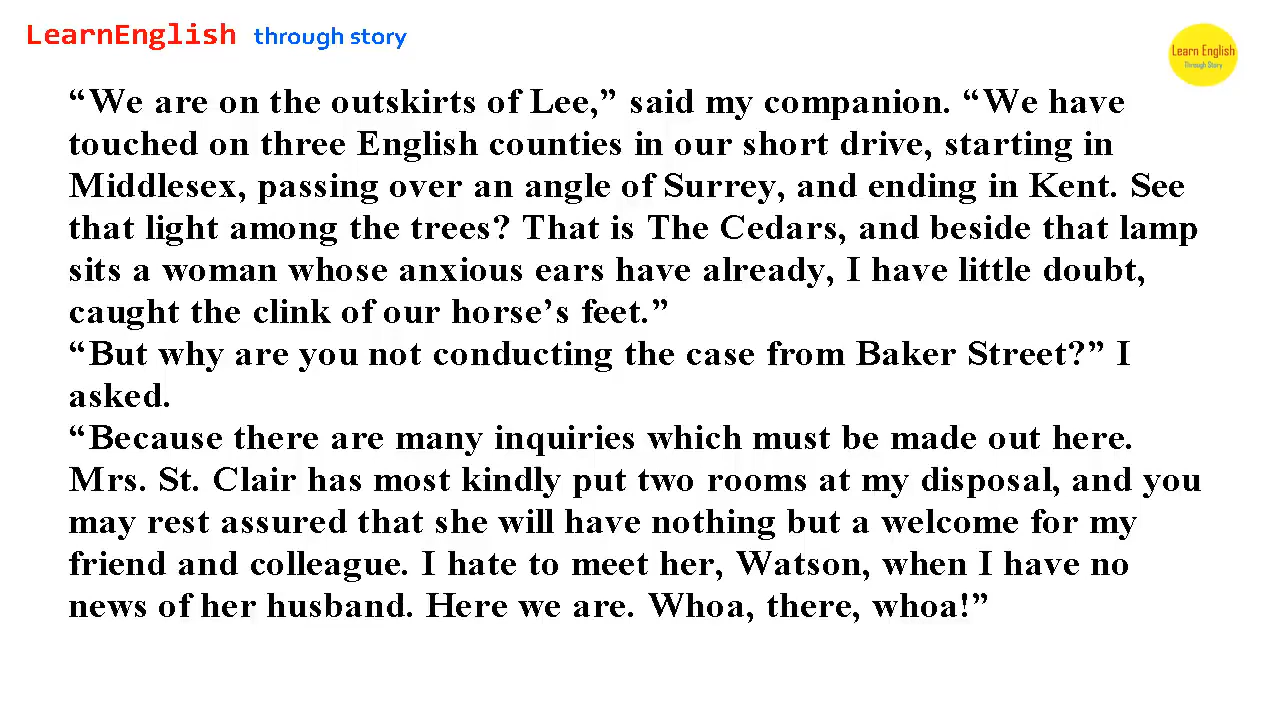 LearnEnglish through story
Learn English
Through Story
“We are on the outskirts of Lee,” said my companion. “We have
touched on three English counties in our short drive, starting in
Middlesex, passing over an angle of Surrey, and ending in Kent. See
that light among the trees? That is The Cedars, and beside that lamp
sits a woman whose anxious ears have already, I have little doubt,
caught the clink of our horse’s feet.”
“But why are you not conducting the case from Baker Street?” I
asked.
“Because there are many inquiries which must be made out here.
Mrs. St. Clair has most kindly put two rooms at my disposal, and you
may rest assured that she will have nothing but a welcome for my
friend and colleague. I hate to meet her, Watson, when I have no
news of her husband. Here we are. Whoa, there, whoa!”